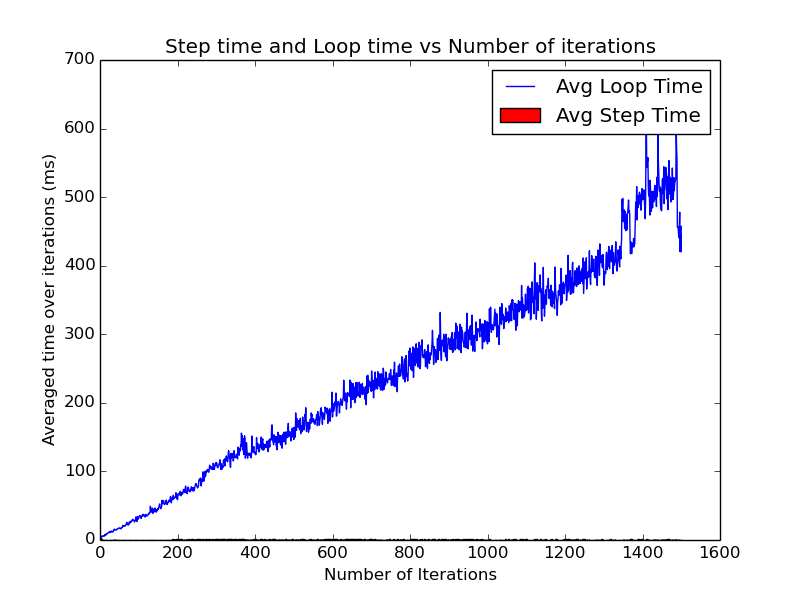 Step time and Loop time vs Number of iterations
Avg Loop Time
Avg Step Time
Averaged time over iterations (ms)
700
600
500
400
300
200
100
0
0 200 400 600 800 1000 1200 1400 1600
Number of Iterations